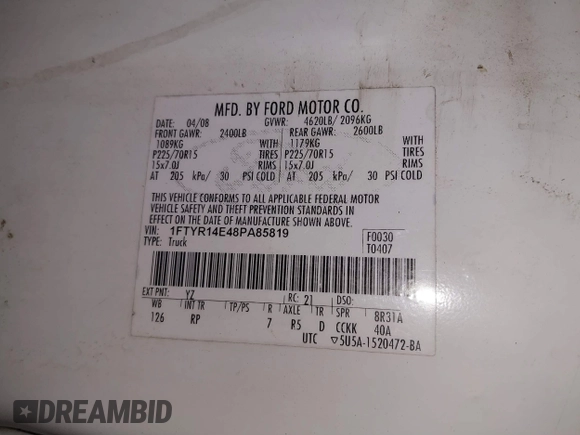 MFD. BY FORD MOTOR CO.
DATE: 04/08 GVWR: 4620LB/ 2096KG
FRONT GAWR: 2400LB REAR GAWR: 2600LB
1089KG WITH 1179KG WITH
P225/70R15 TIRES P225/70R15 TIRES
15x7.0J RIMS 15x7.0J RIMS
AT 205 kPa/ 30 PSI COLD AT 205 kPa/ 30 PSI COLD
THIS VEHICLE CONFORMS TO ALL APPLICABLE FEDERAL MOTOR
VEHICLE SAFETY AND THEFT PREVENTION STANDARDS IN
EFFECT ON THE DATE OF MANUFACTURE SHOWN ABOVE.
VIN: 1FTYR14E48PA85819 F0030
TYPE: Truck T0407
EXT PNT: YZ RC: 21 DSO:
WB INT TR TP/PS R AXLE TR SPR 8R31A
126 RP 7 R5 D CCKK 40A
UTC ▽5U5A-1520472-BA
DREAMBID